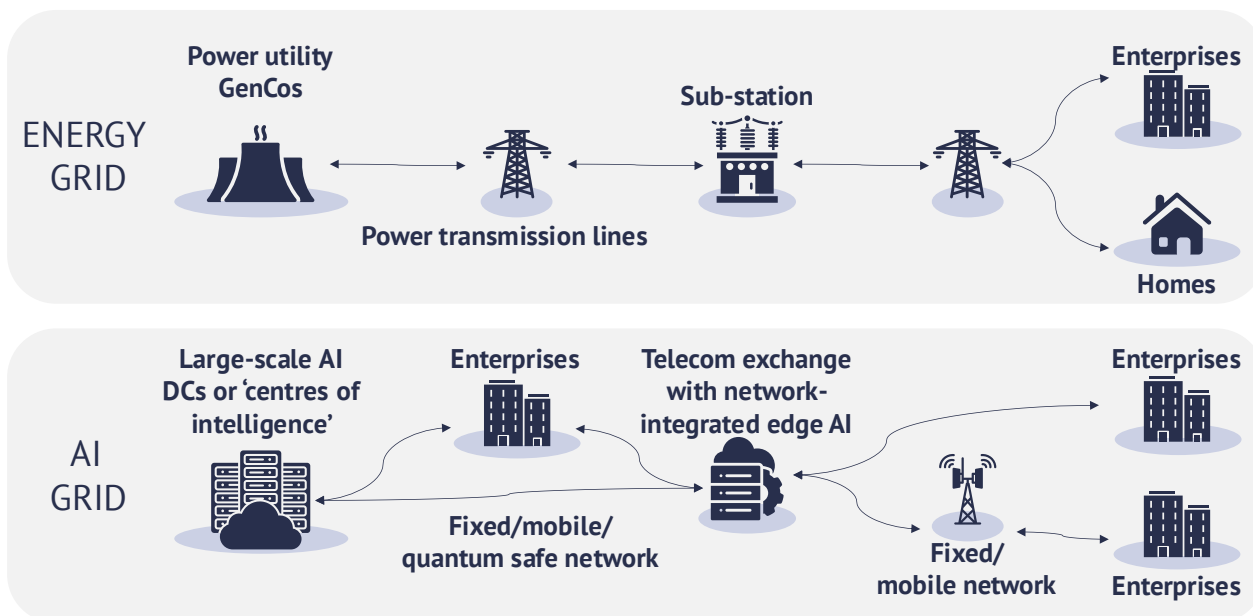 ENERGY
GRID
Power utility
GenCos
Power transmission lines
Sub-station
Enterprises
Homes
AI
GRID
Large-scale AI
DCs or ‘centres of
intelligence’
Enterprises
Fixed/mobile/
quantum safe network
Telecom exchange
with network-
integrated edge AI
Fixed/
mobile network
Enterprises
Enterprises